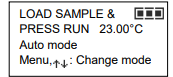 LOAD SAMPLE &
PRESS RUN 23.00°C
Auto mode
Menu,↑↓: Change mode